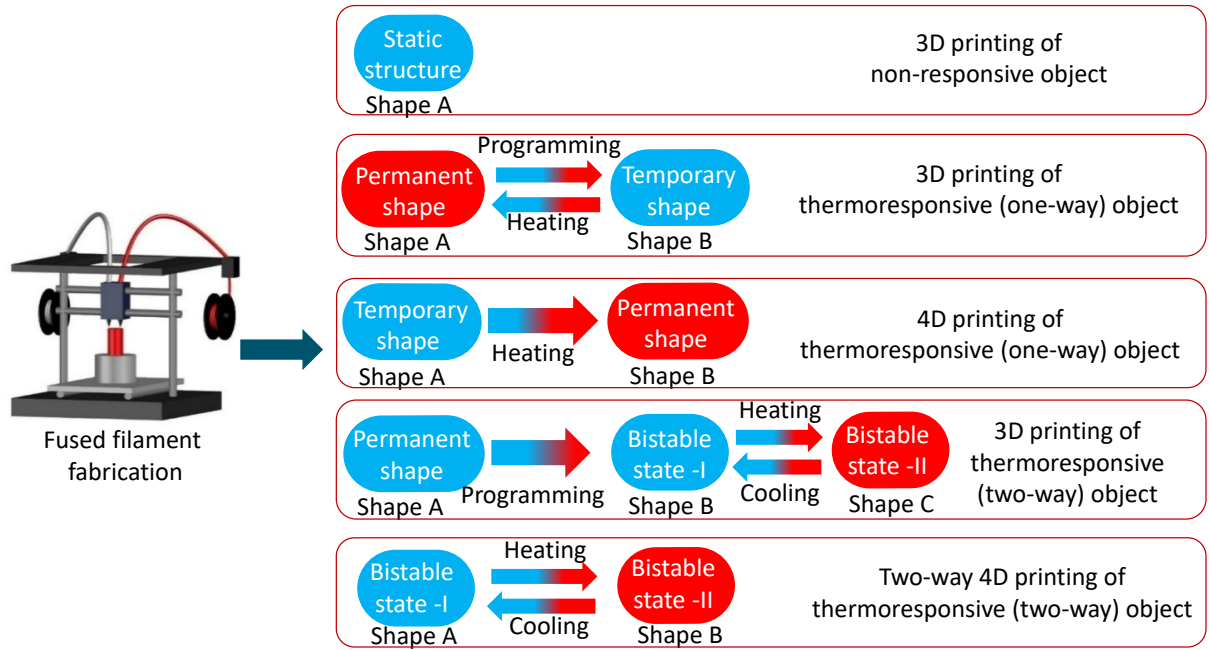 Fused filament
fabrication
Static
structure
Shape A
3D printing of
non-responsive object
Programming
Permanent
shape
Shape A
Heating
Temporary
shape
Shape B
3D printing of
thermoresponsive (one-way) object
Temporary
shape
Shape A
Heating
Permanent
shape
Shape B
4D printing of
thermoresponsive (one-way) object
Permanent
shape
Shape A
Programming
Bistable
state -I
Shape B
Heating
Cooling
Bistable
state -II
Shape C
3D printing of
thermoresponsive
(two-way) object
Bistable
state -I
Shape A
Heating
Cooling
Bistable
state -II
Shape B
Two-way 4D printing of
thermoresponsive (two-way) object